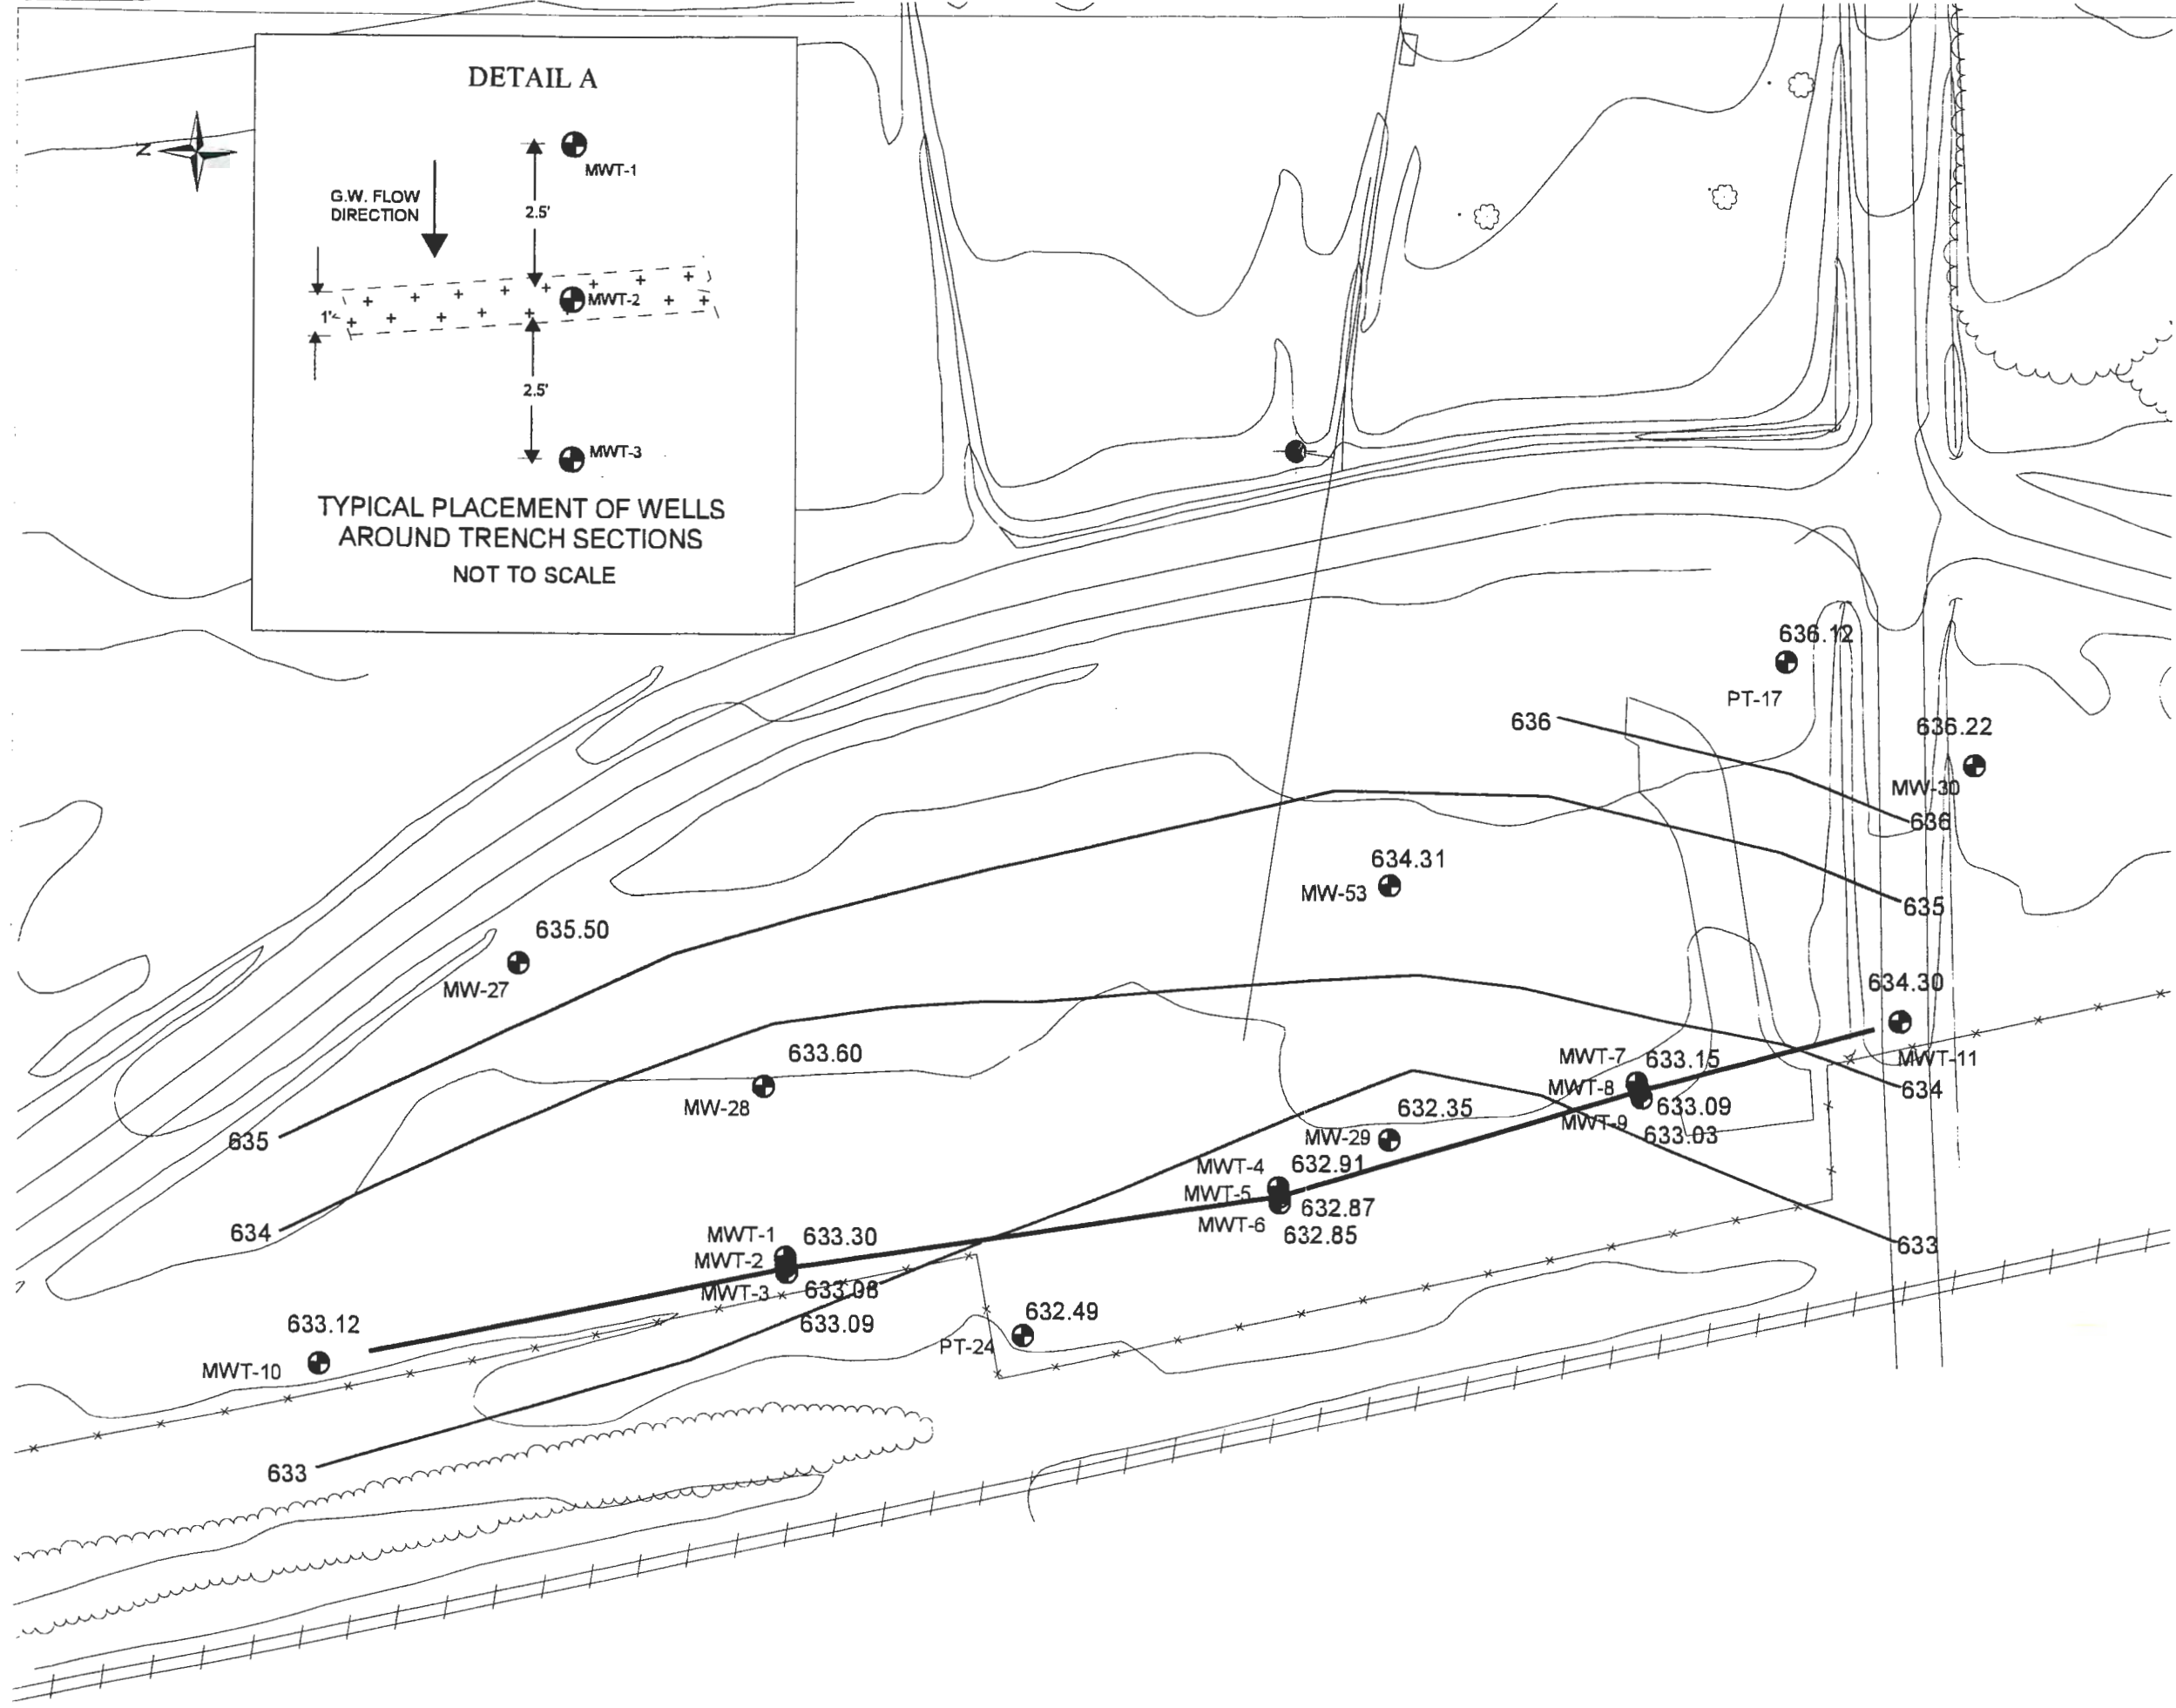 DETAIL A
MWT-1
N
G.W. FLOW
DIRECTION
2.5'
MWT-2
1'
2.5'
MWT-3
TYPICAL PLACEMENT OF WELLS
AROUND TRENCH SECTIONS
NOT TO SCALE
636.12
PT-17
636
636.22
MW-30
636
634.31
MW-53
635
635.50
MW-27
634.30
MWT-11
634
633.60
MW-28
MWT-7 633.15
MWT-8
633.09
MWT-9 633.03
632.35
MW-29
635
MWT-4 632.91
MWT-5
632.87
MWT-6 632.85
634
MWT-1 633.30
MWT-2
MWT-3 633.08
633.09
633
633.12
MWT-10
632.49
PT-24
633